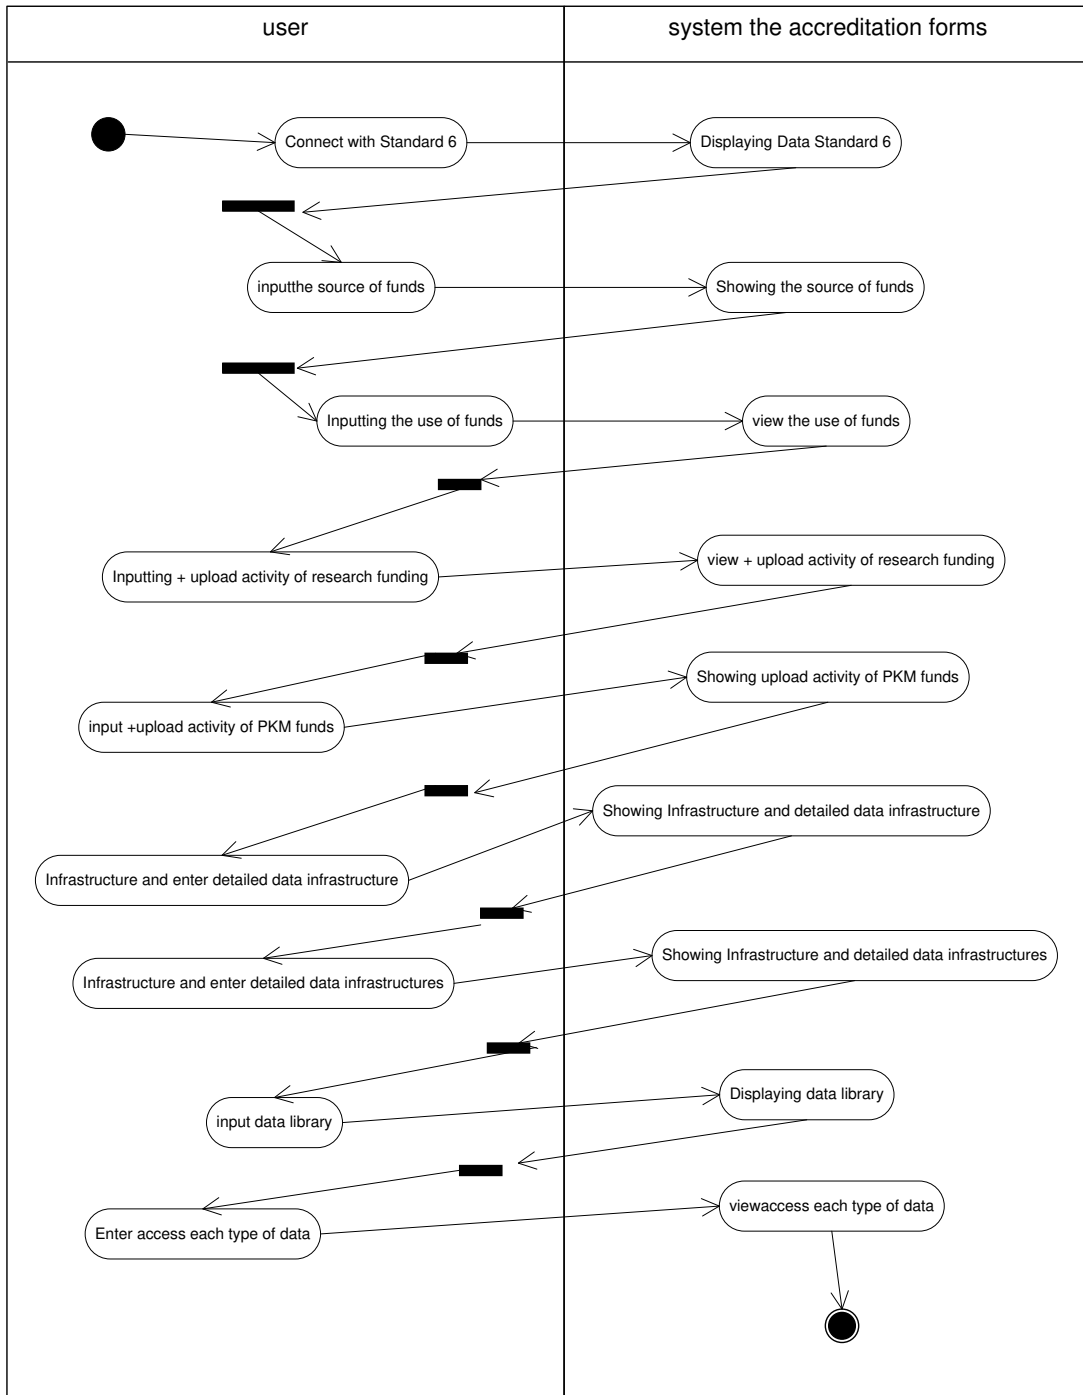 user
system the accreditation forms
Connect with Standard 6
Displaying Data Standard 6
inputthe source of funds
Showing the source of funds
Inputting the use of funds
view the use of funds
Inputting + upload activity of research funding
view + upload activity of research funding
input +upload activity of PKM funds
Showing upload activity of PKM funds
Infrastructure and enter detailed data infrastructure
Showing Infrastructure and detailed data infrastructure
Infrastructure and enter detailed data infrastructures
Showing Infrastructure and detailed data infrastructures
input data library
Displaying data library
Enter access each type of data
viewaccess each type of data